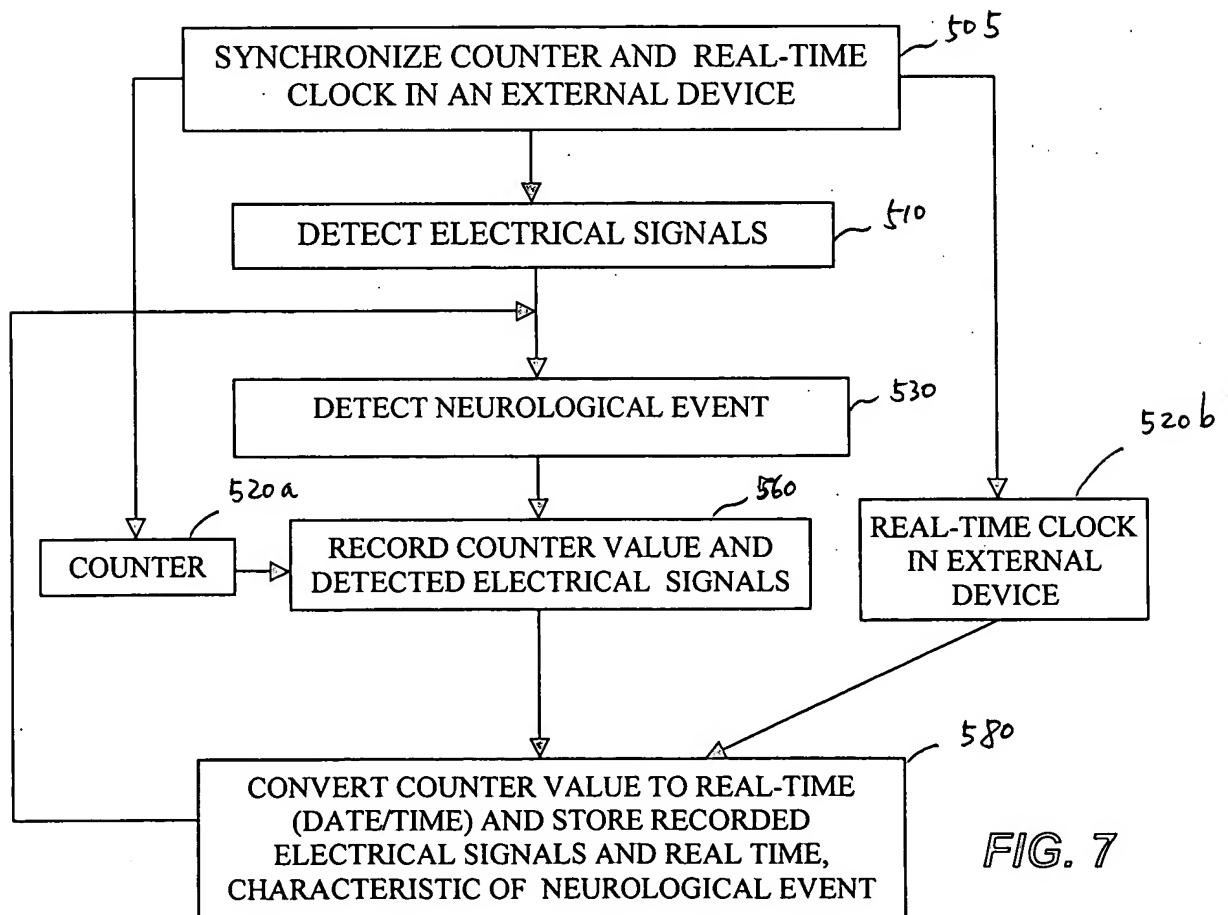 505
SYNCHRONIZE COUNTER AND REAL-TIME
CLOCK IN AN EXTERNAL DEVICE
510
DETECT ELECTRICAL SIGNALS
530
DETECT NEUROLOGICAL EVENT
520b
520a
560
COUNTER
RECORD COUNTER VALUE AND
DETECTED ELECTRICAL SIGNALS
REAL-TIME CLOCK
IN EXTERNAL
DEVICE
580
CONVERT COUNTER VALUE TO REAL-TIME
(DATE/TIME) AND STORE RECORDED
ELECTRICAL SIGNALS AND REAL TIME,
CHARACTERISTIC OF NEUROLOGICAL EVENT
FIG. 7